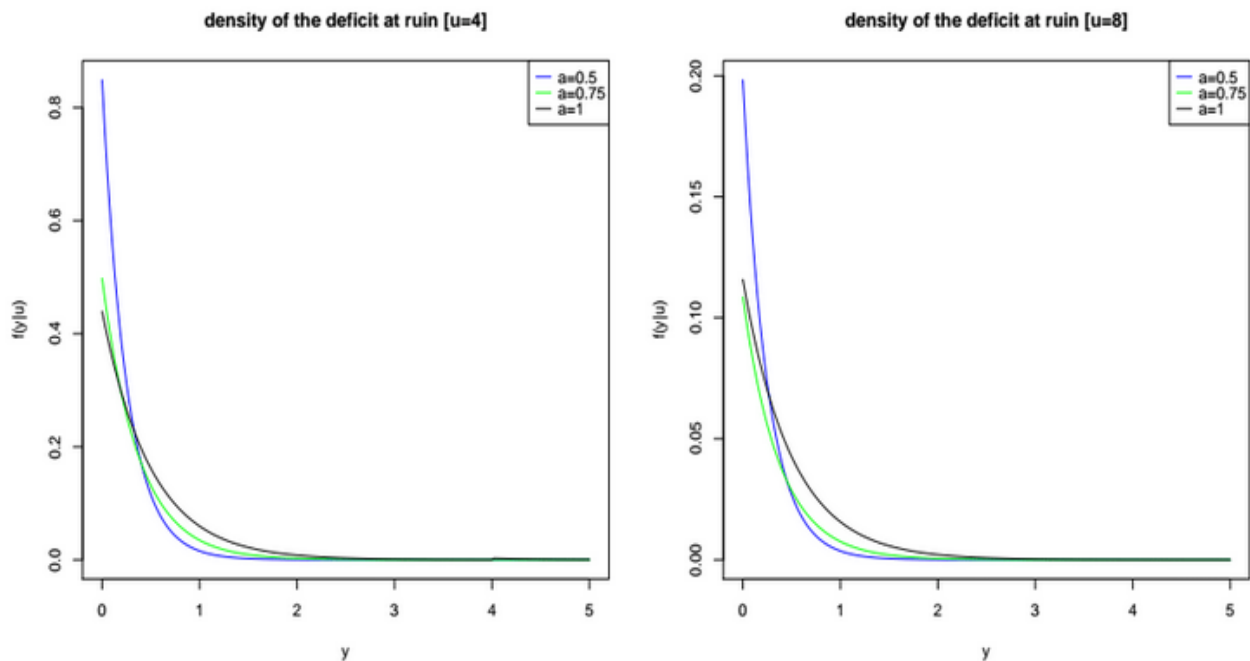 density of the deficit at ruin [u=4]
a=0.5
a=0.75
a=1
f(y|u)
0.8
0.6
0.4
0.2
0.0
0 1 2 3 4 5
y
density of the deficit at ruin [u=8]
a=0.5
a=0.75
a=1
f(y|u)
0.20
0.15
0.10
0.05
0.00
0 1 2 3 4 5
y